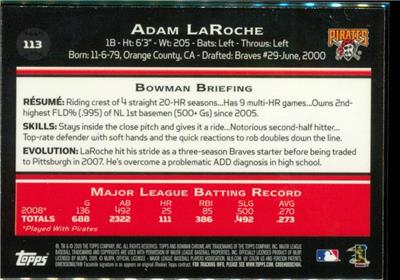 113
ADAM LAROCHE
1B - Ht: 6'3" - Wt: 205 - Bats: Left - Throws: Left
Born: 11-6-79, Orange County, CA - Drafted: Braves #29-June, 2000
PIRATES
BOWMAN BRIEFING
RÉSUMÉ: Riding crest of 4 straight 20-HR seasons...Has 9 multi-HR games...Owns 2nd-
highest FLD% (.995) of NL 1st basemen (500+ Gs) since 2005.
SKILLS: Stays inside the close pitch and gives it a ride...Notorious second-half hitter...
Top-rate defender with soft hands and the quick reactions to rob doubles down the line.
EVOLUTION: LaRoche hit his stride as a three-season Braves starter before being traded
to Pittsburgh in 2007. He's overcome a problematic ADD diagnosis in high school.
MAJOR LEAGUE BATTING RECORD
G AB HR RBI SLG AVG
2008* 136 492 25 85 .500 .270
TOTALS 688 2322 111 386 .492 .273
*Played With Pirates
Topps